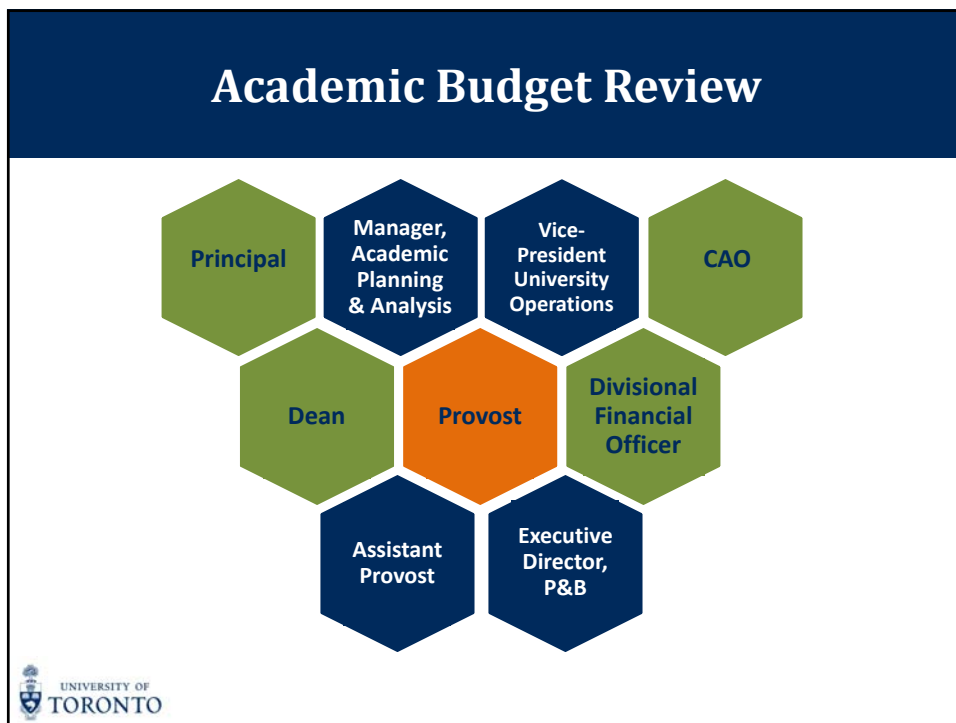 Academic Budget Review
Principal
Manager,
Academic
Planning
& Analysis
Vice-
President
University
Operations
CAO
Dean
Provost
Divisional
Financial
Officer
Assistant
Provost
Executive
Director,
P&B
UNIVERSITY OF
TORONTO